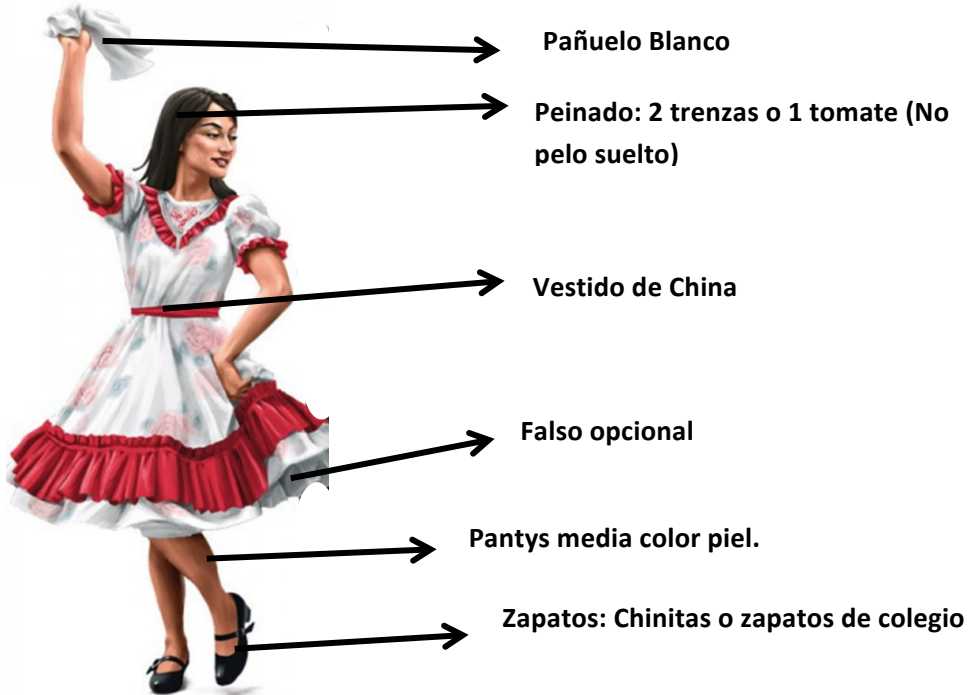 Pañuelo Blanco
Peinado: 2 trenzas o 1 tomate (No
pelo suelto)
Vestido de China
Falso opcional
Pantys media color piel.
Zapatos: Chinitas o zapatos de colegio